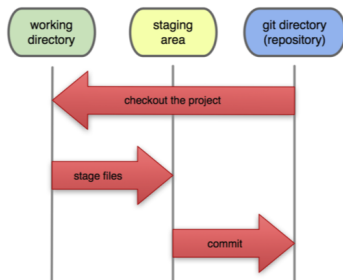 working
directory
staging
area
git directory
(repository)
checkout the project
stage files
commit